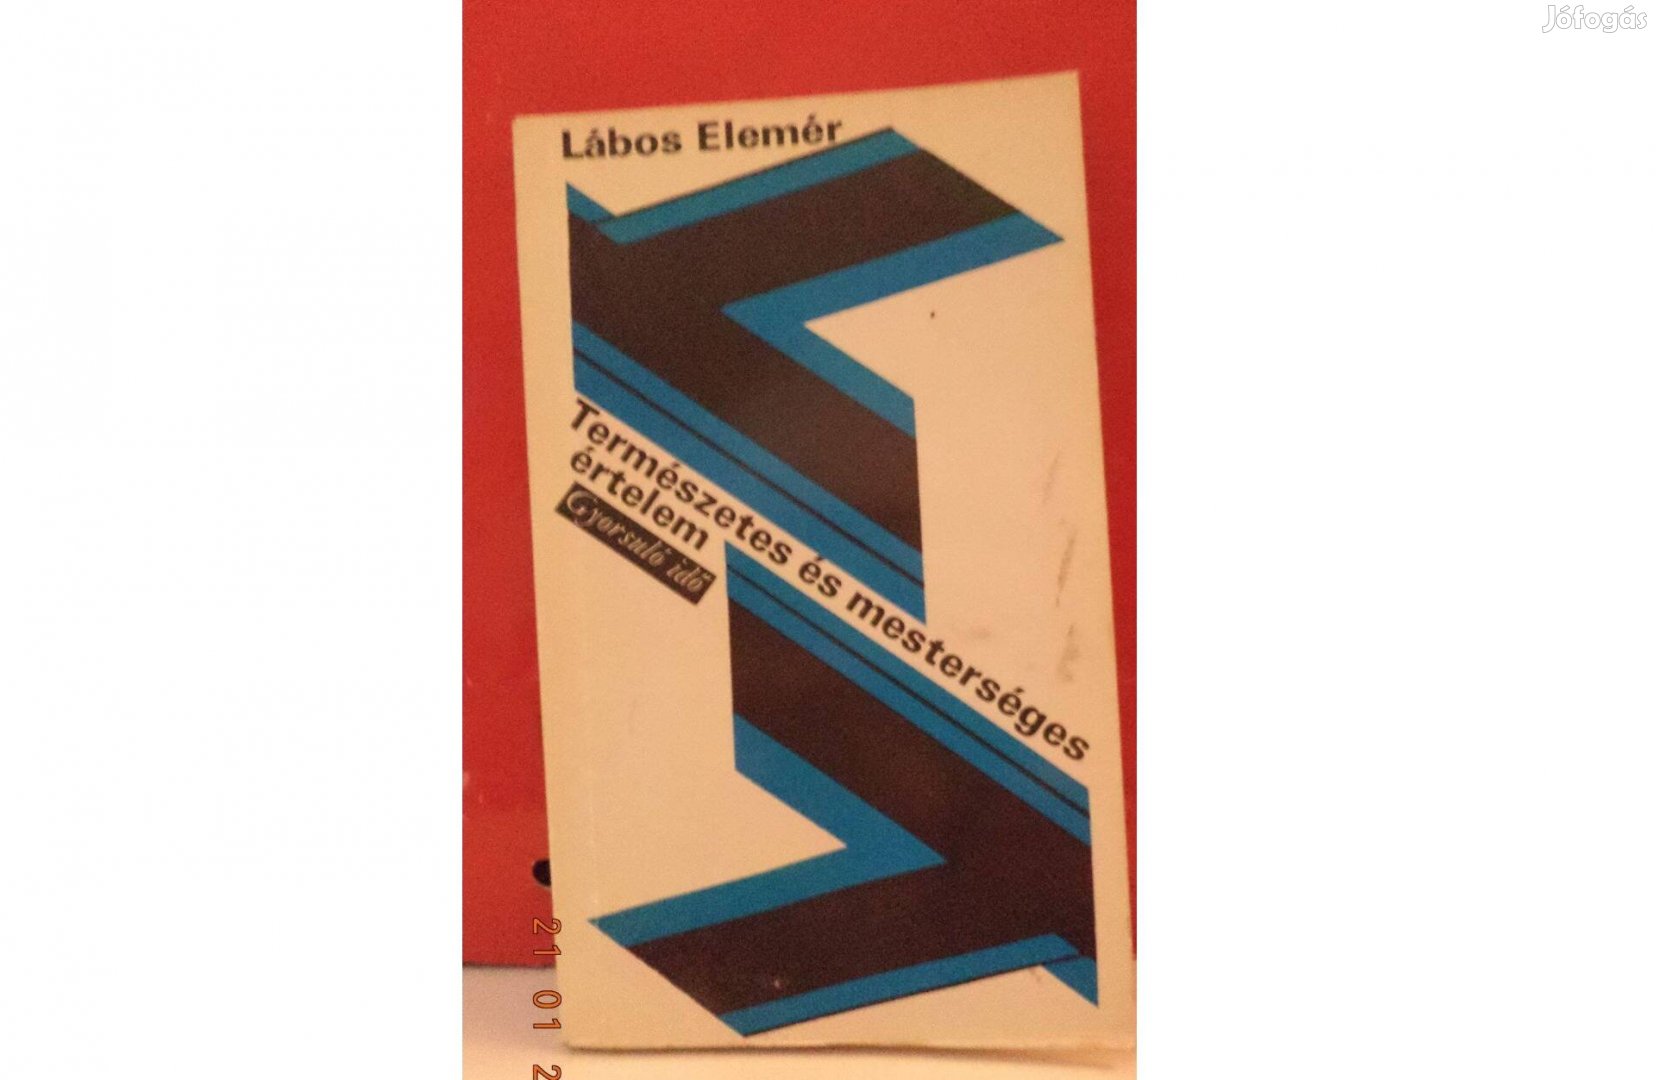 Jófogás
Lábos Elemér
Természetes és mesterséges
értelem
Gyorsuló idő
21 01 2